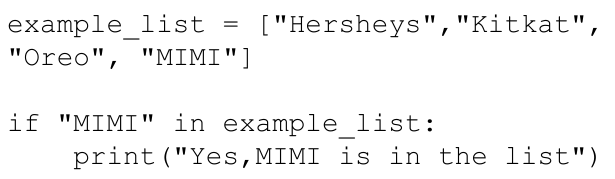 example_list = ["Hersheys","Kitkat",
"Oreo", "MIMI"]
if "MIMI" in example_list:
    print("Yes,MIMI is in the list")